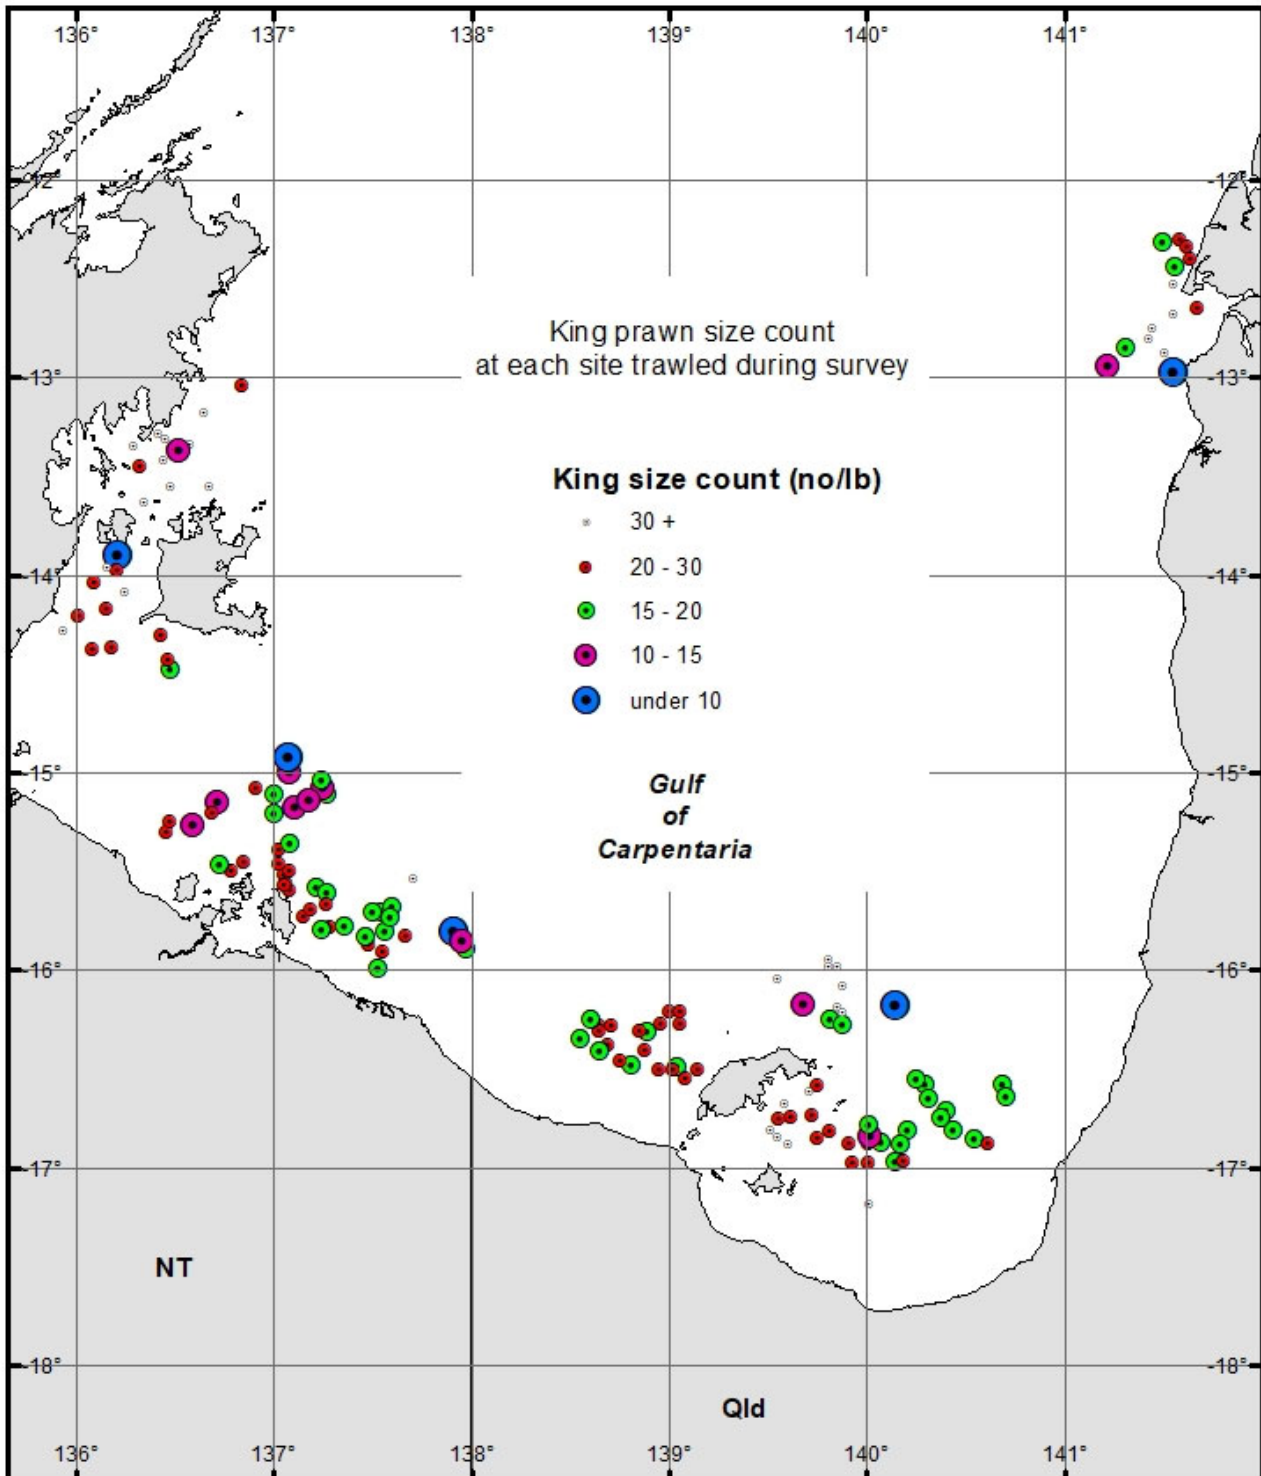 136° 137° 138° 139° 140° 141°
-12° -12°
King prawn size count
at each site trawled during survey
-13° -13°
King size count (no/lb)
30 +
20 - 30
15 - 20
10 - 15
under 10
-14° -14°
-15° -15°
Gulf
of
Carpentaria
-16° -16°
-17° -17°
NT
-18° -18°
Qld
136° 137° 138° 139° 140° 141°